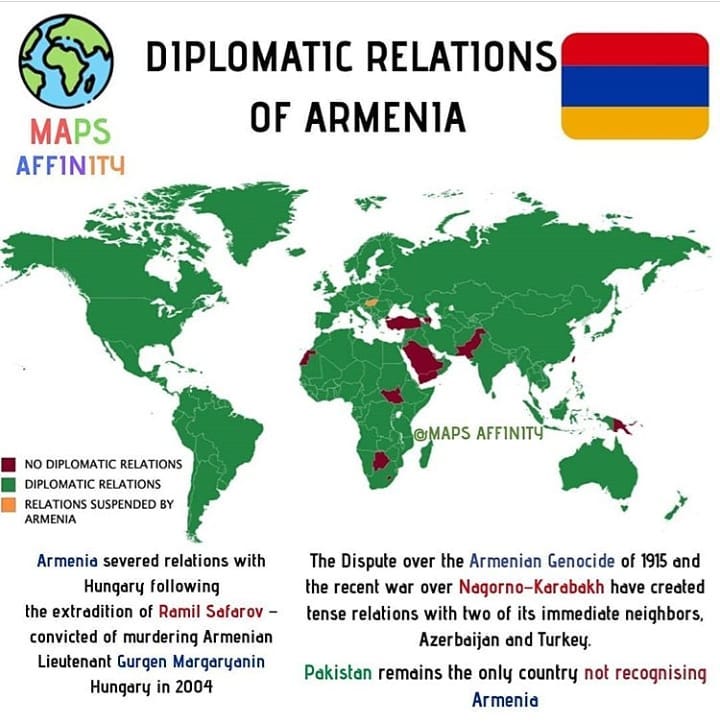 DIPLOMATIC RELATIONS
OF ARMENIA
MAPS
AFFINITY
@MAPS AFFINITY
NO DIPLOMATIC RELATIONS
DIPLOMATIC RELATIONS
RELATIONS SUSPENDED BY
ARMENIA
Armenia severed relations with
Hungary following
the extradition of Ramil Safarov –
convicted of murdering Armenian
Lieutenant Gurgen Margaryanin
Hungary in 2004
The Dispute over the Armenian Genocide of 1915 and
the recent war over Nagorno-Karabakh have created
tense relations with two of its immediate neighbors,
Azerbaijan and Turkey.
Pakistan remains the only country not recognising
Armenia